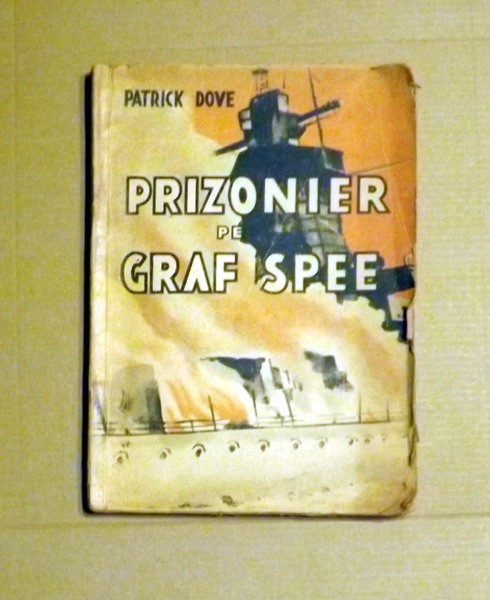 PATRICK DOVE
PRIZONIER
PE
GRAF SPEE